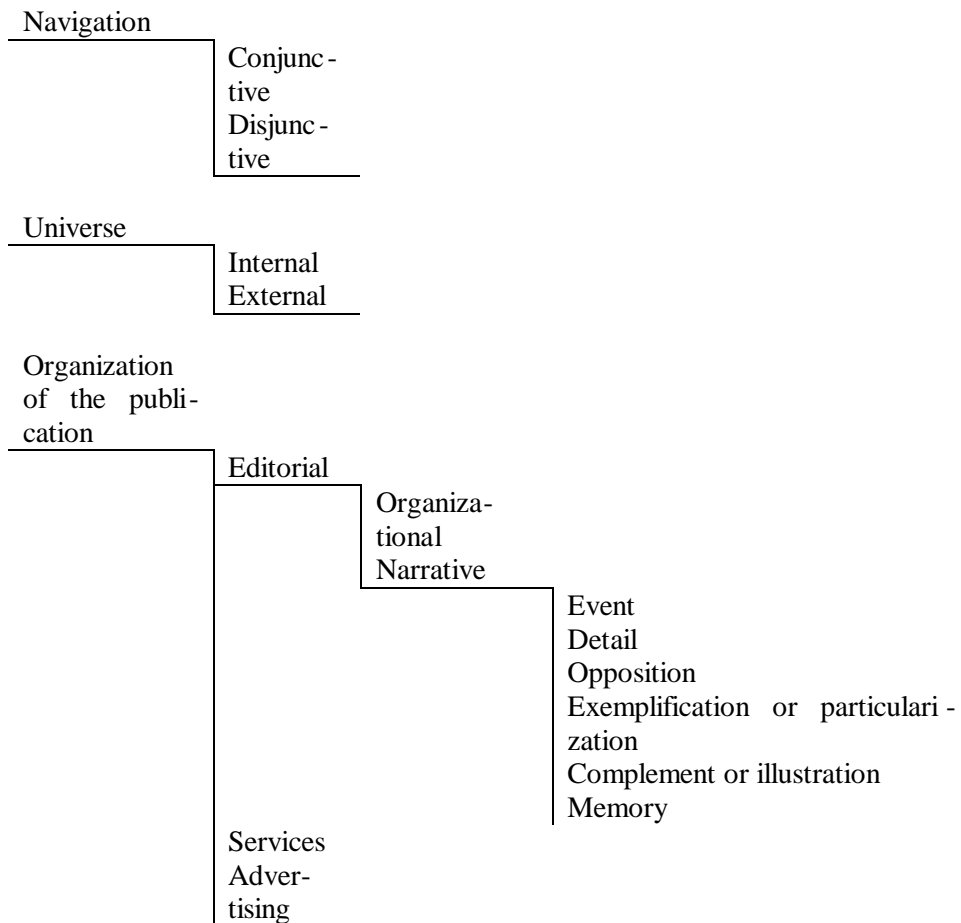 Navigation
Conjunc-
tive
Disjunc-
tive
Universe
Internal
External
Organization
of the publi-
cation
Editorial
Organiza-
tional
Narrative
Event
Detail
Opposition
Exemplification or particulari-
zation
Complement or illustration
Memory
Services
Adver-
tising